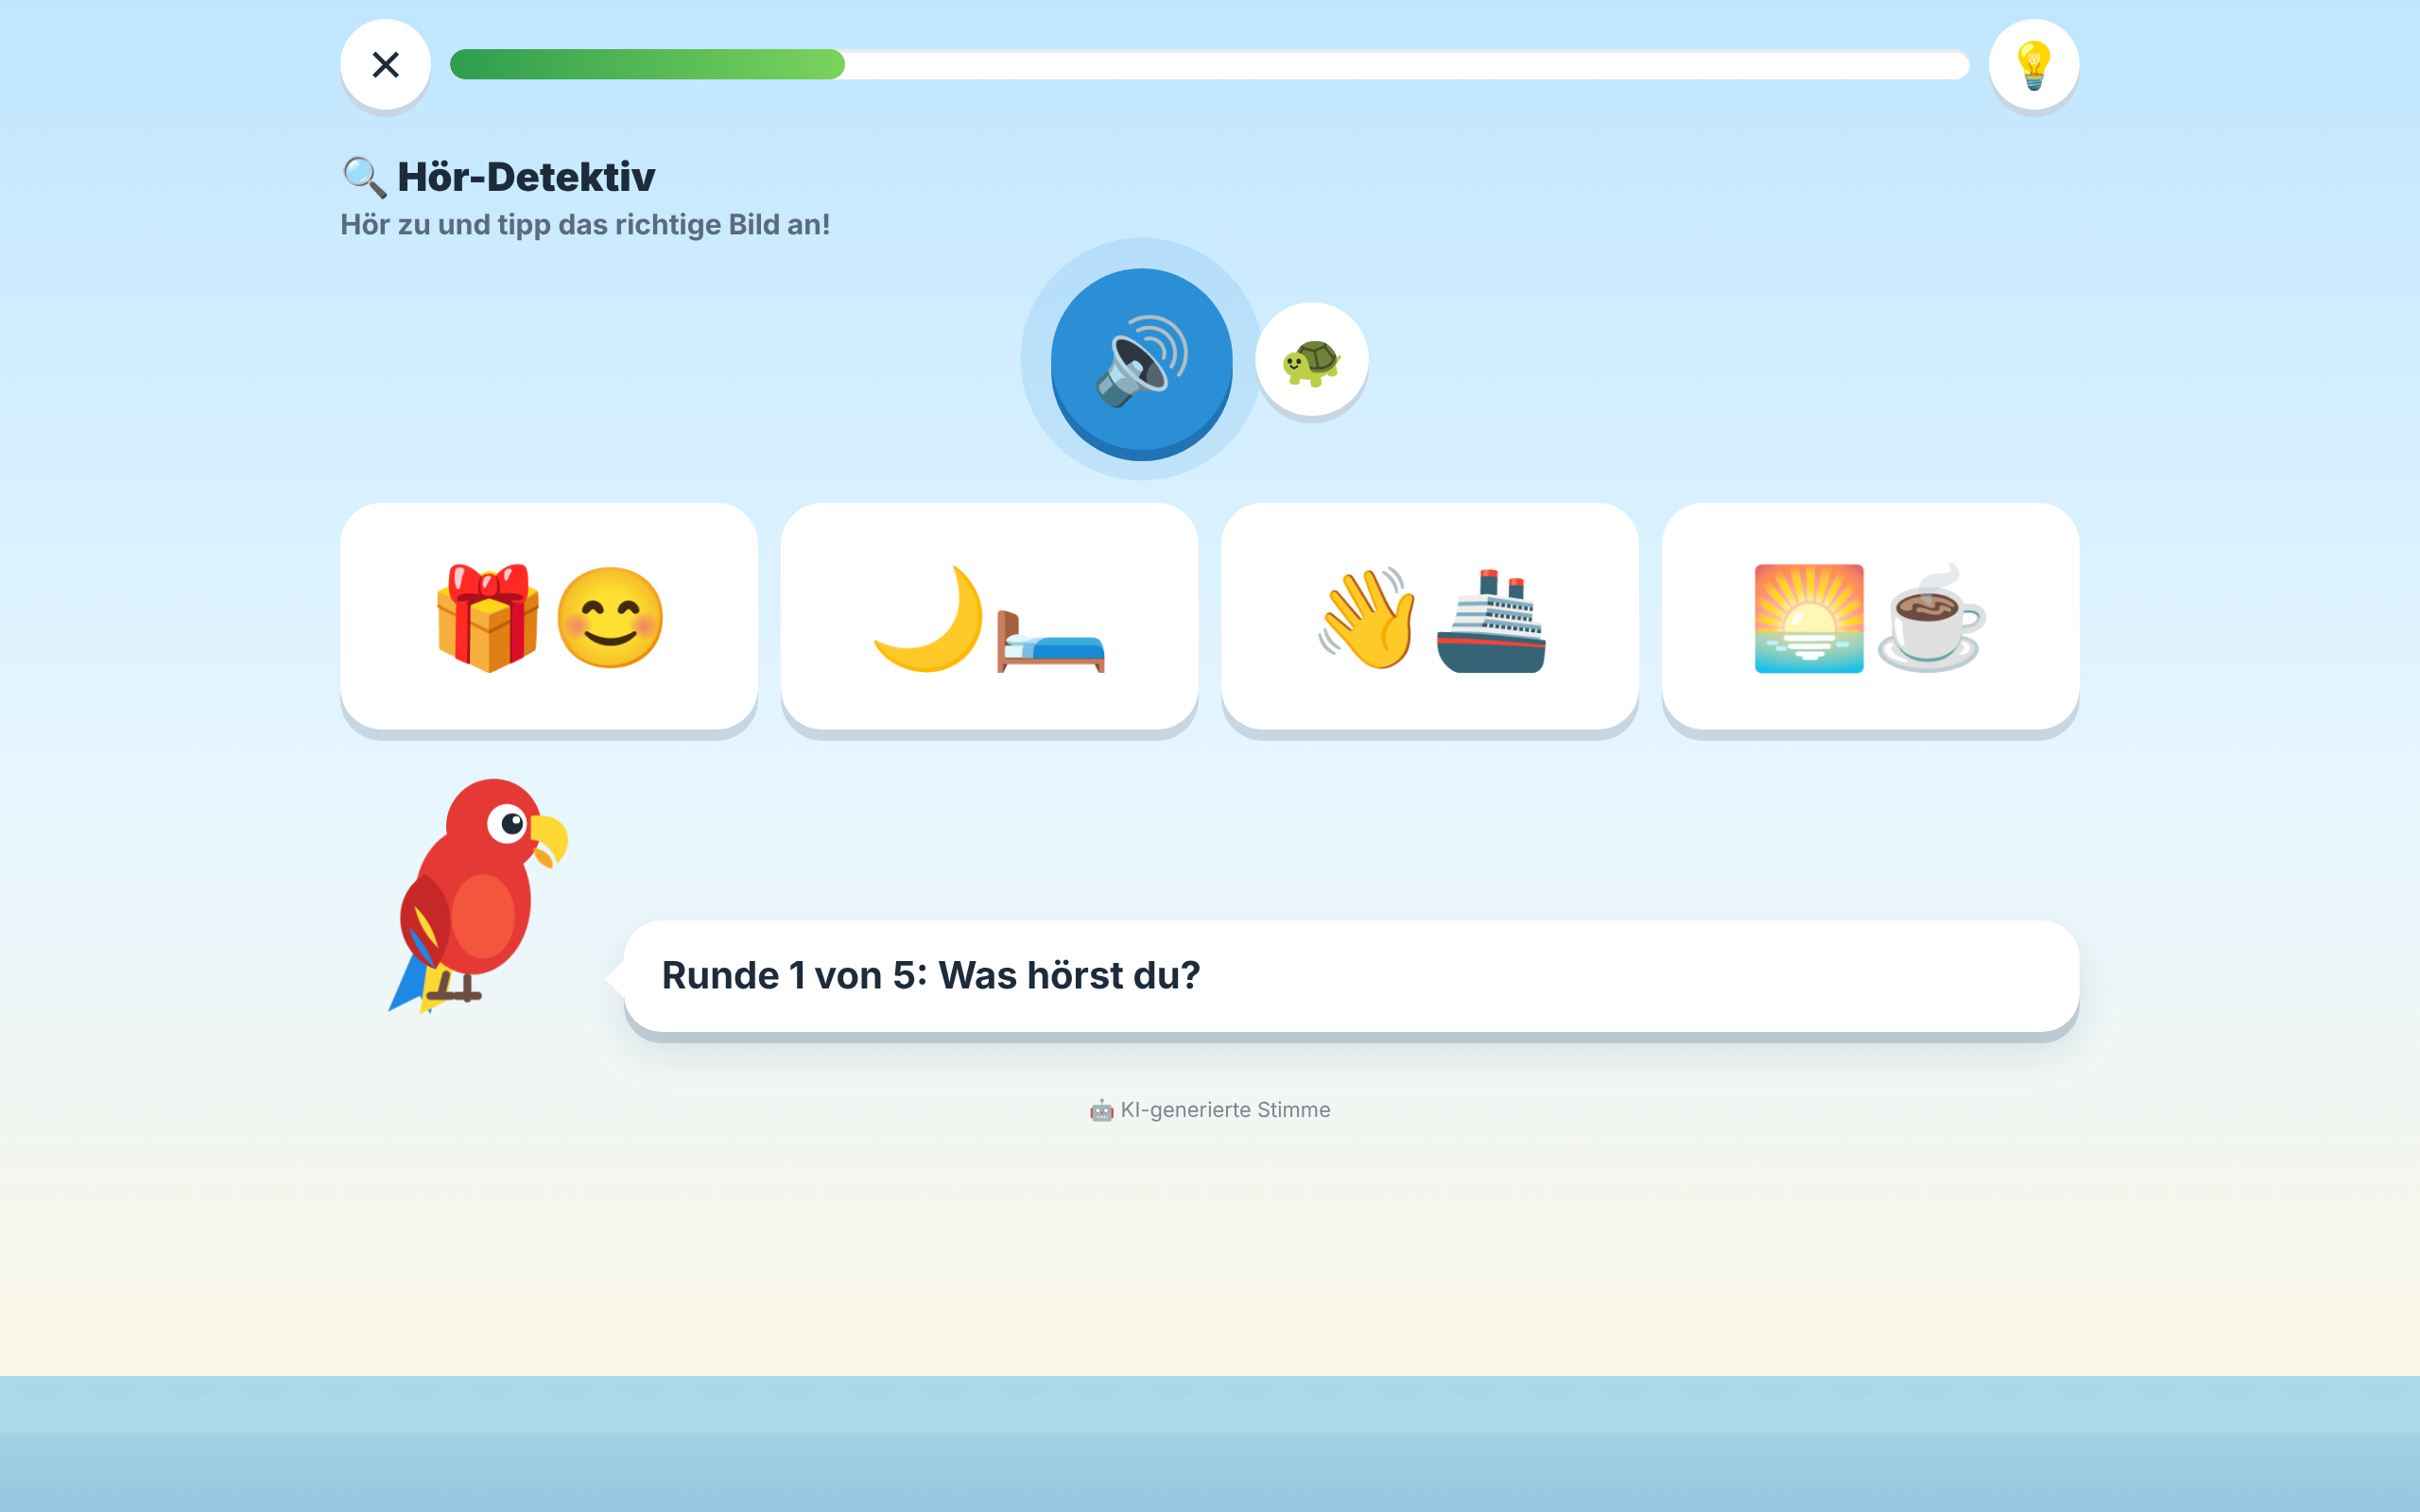 Hör-Detektiv
Hör zu und tipp das richtige Bild an!
Runde 1 von 5: Was hörst du?
KI-generierte Stimme